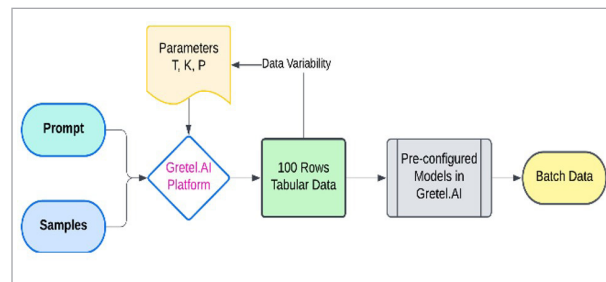 Parameters
T, K, P
Data Variability
Prompt
Samples
Gretel.AI
Platform
100 Rows
Tabular Data
Pre-configured
Models in
Gretel.AI
Batch Data